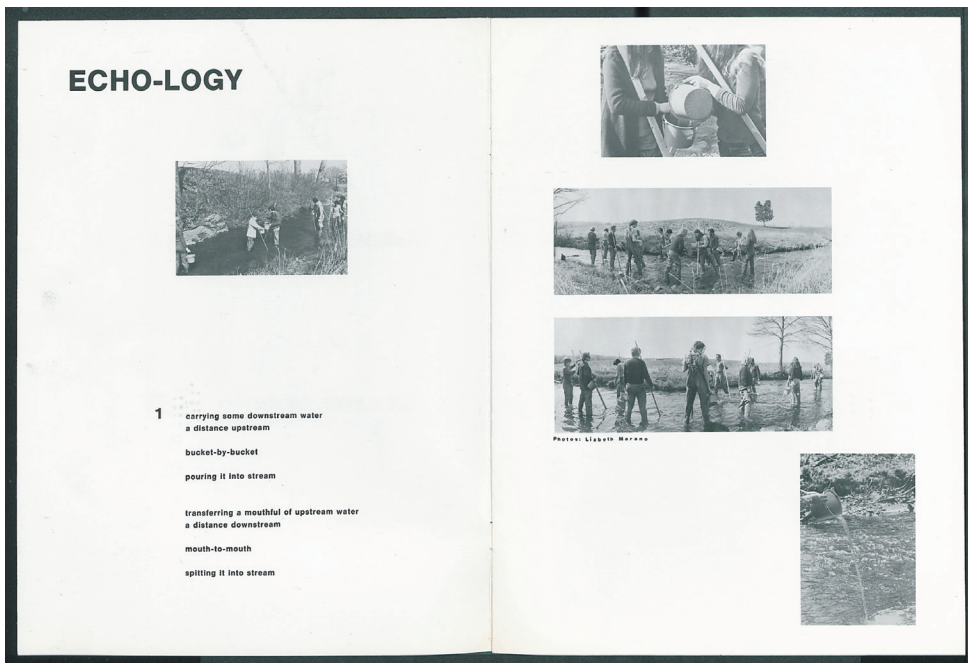 ECHO-LOGY
1
carrying some downstream water
a distance upstream
bucket-by-bucket
pouring it into stream
transferring a mouthful of upstream water
a distance downstream
mouth-to-mouth
spitting it into stream
Photos: Lizbeth Marano